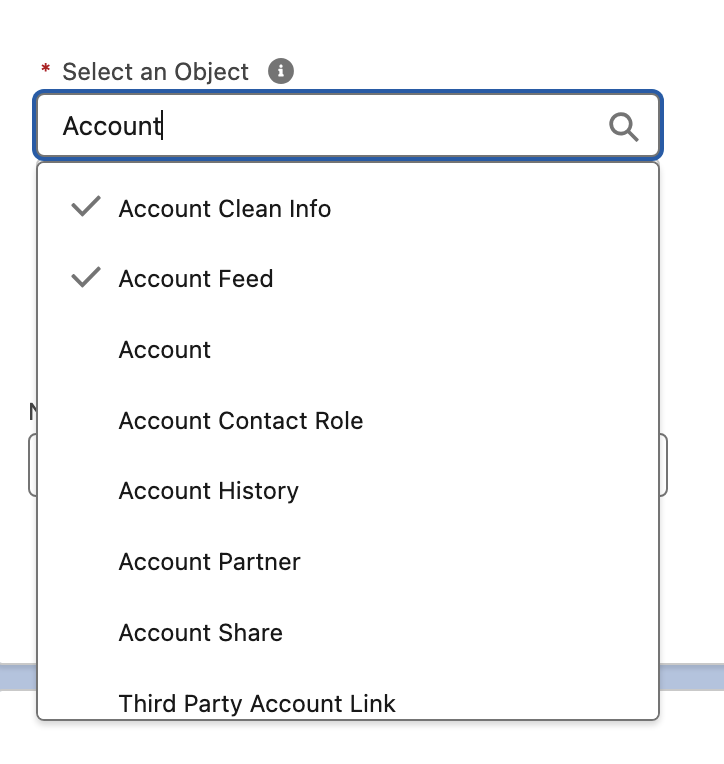 * Select an Object
Account
Account Clean Info
Account Feed
Account
Account Contact Role
Account History
Account Partner
Account Share
Third Party Account Link